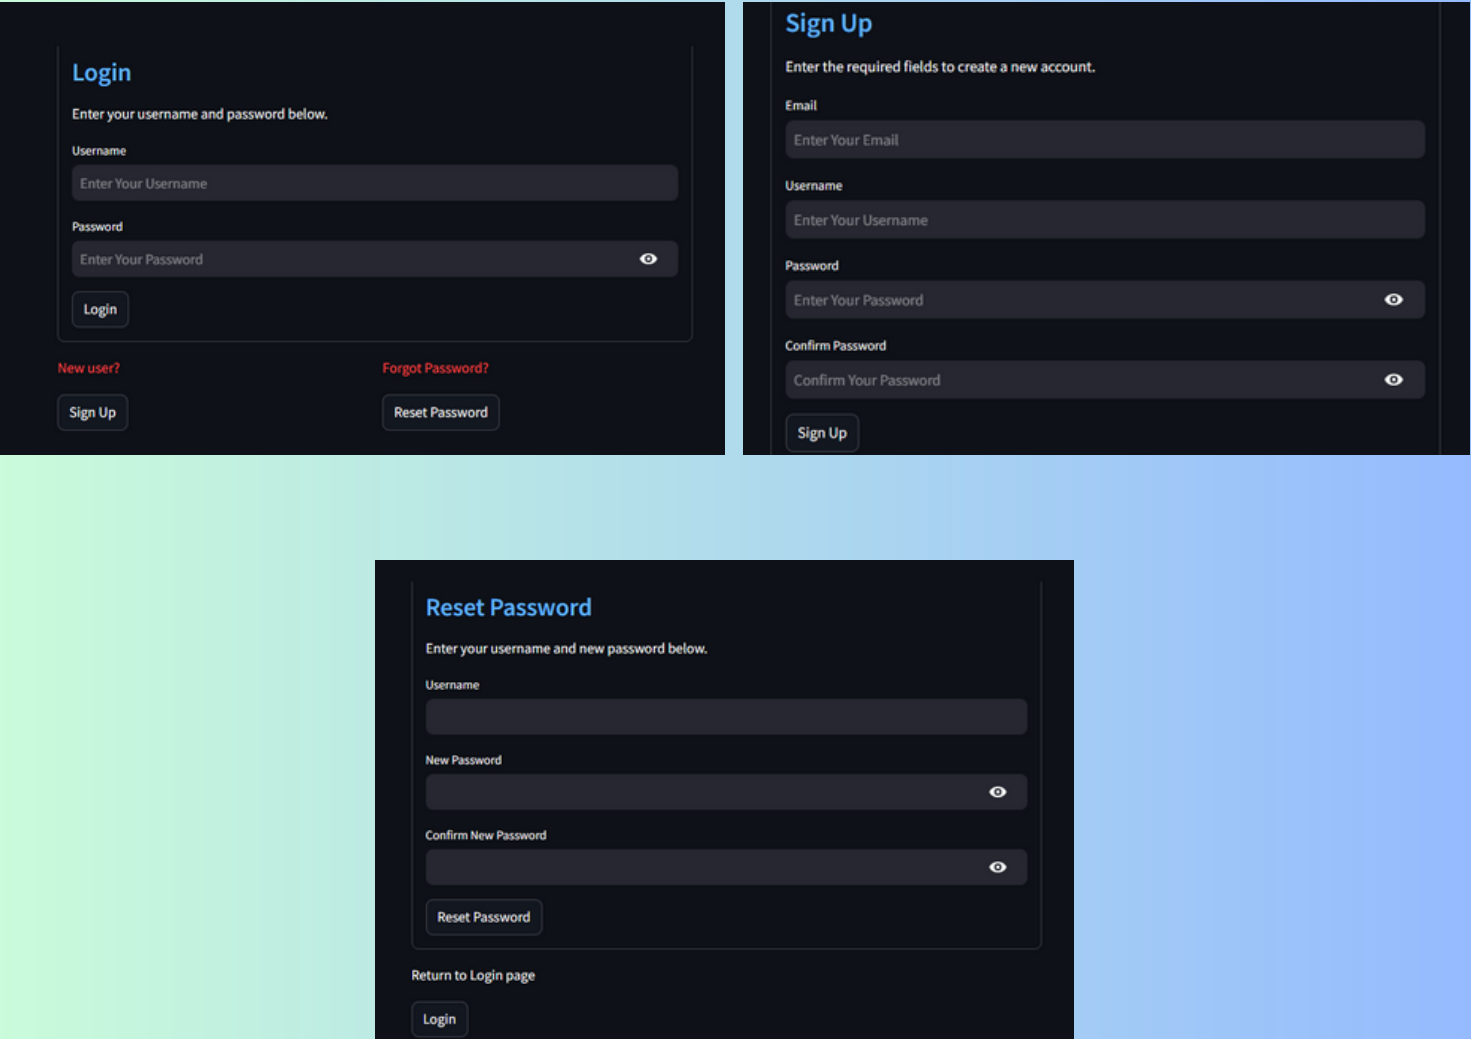 Login
Enter your username and password below.
Username
Enter Your Username
Password
Enter Your Password
Login
New user?
Forgot Password?
Sign Up
Reset Password
Sign Up
Enter the required fields to create a new account.
Email
Enter Your Email
Username
Enter Your Username
Password
Enter Your Password
Confirm Password
Confirm Your Password
Sign Up
Reset Password
Enter your username and new password below.
Username
New Password
Confirm New Password
Reset Password
Return to Login page
Login